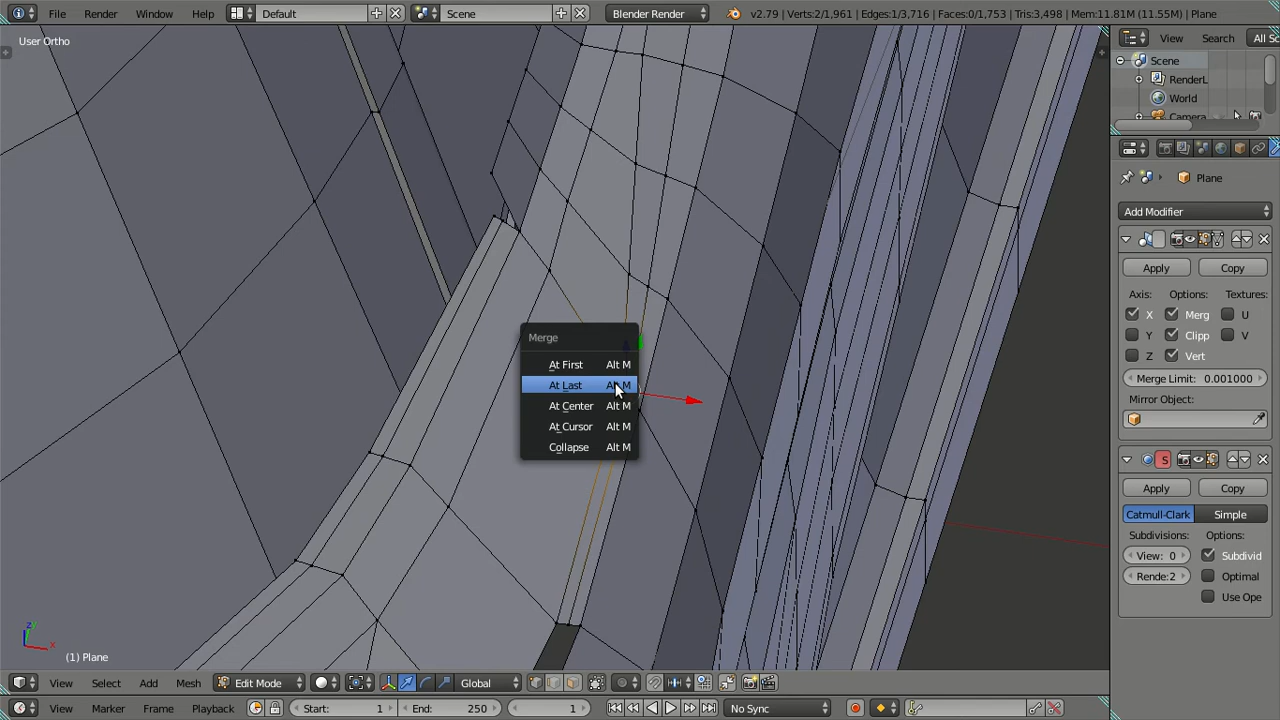 File Render Window Help Default Scene Blender Render v2.79 | Verts:2/1,961 | Edges:1/3,716 | Faces:0/1,753 | Tris:3,498 | Mem:11.81M (11.55M) | Plane
User Ortho
View Search All Sc
Scene
RenderL
World
Camera
Plane
Add Modifier
Apply Copy
Axis: Options: Textures:
X Merg U
Y Clipp V
Z Vert
Merge Limit: 0.001000
Mirror Object:
S
Apply Copy
Catmull-Clark Simple
Subdivisions: Options:
View: 0 Subdivid
Rende:2 Optimal
Use Ope
Merge
At First Alt M
At Last Alt M
At Center Alt M
At Cursor Alt M
Collapse Alt M
z
x
(1) Plane
View Select Add Mesh Edit Mode Global
View Marker Frame Playback Start: 1 End: 250 1 No Sync